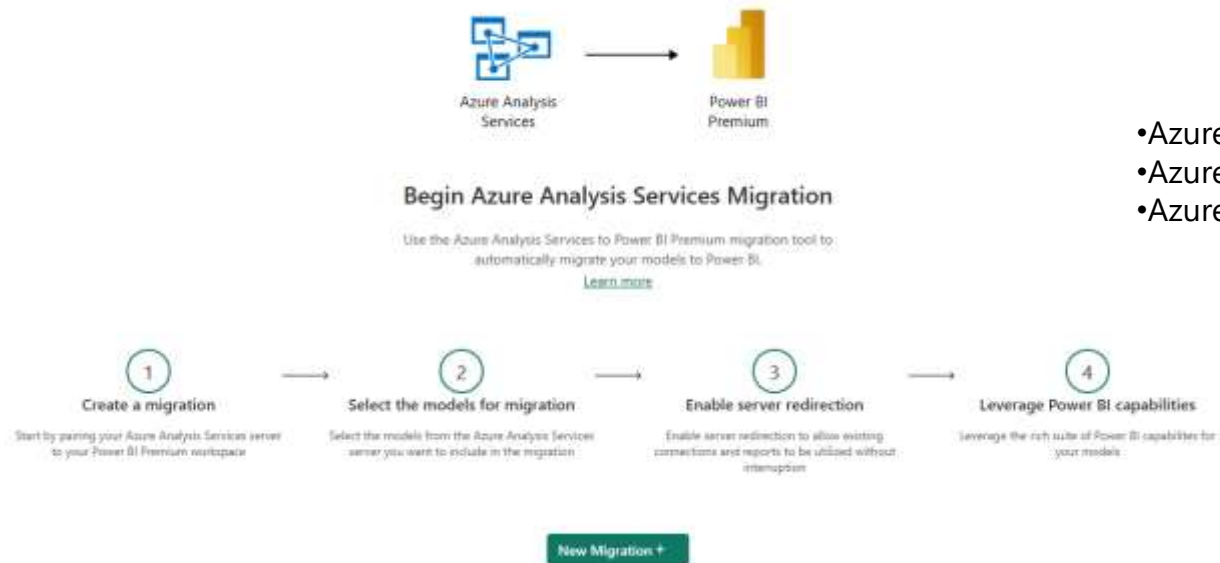 Azure Analysis
Services
Power BI
Premium
•Azure
•Azure
•Azure
Begin Azure Analysis Services Migration
Use the Azure Analysis Services to Power BI Premium migration tool to
automatically migrate your models to Power BI.
Learn more
1
Create a migration
Start by pairing your Azure Analysis Services server
to your Power BI Premium workspace
2
Select the models for migration
Select the models from the Azure Analysis Services
server you want to include in the migration
3
Enable server redirection
Enable server redirection to allow existing
connections and reports to be utilized without
interruption
4
Leverage Power BI capabilities
Leverage the rich suite of Power BI capabilites for
your models
New Migration +